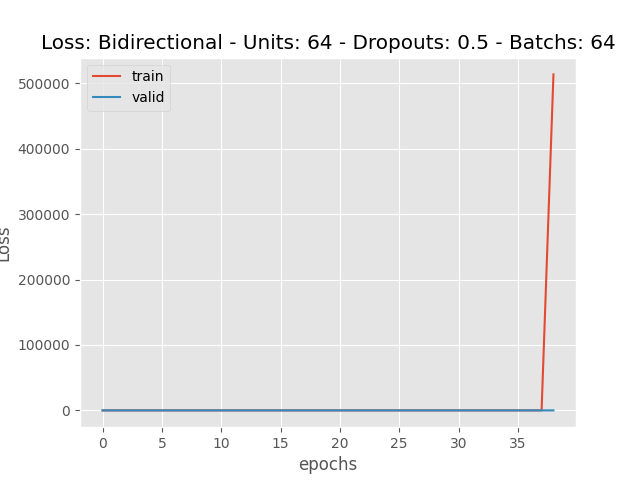 Loss: Bidirectional - Units: 64 - Dropouts: 0.5 - Batchs: 64
train
valid
500000
400000
300000
200000
100000
0
Loss
0 5 10 15 20 25 30 35
epochs